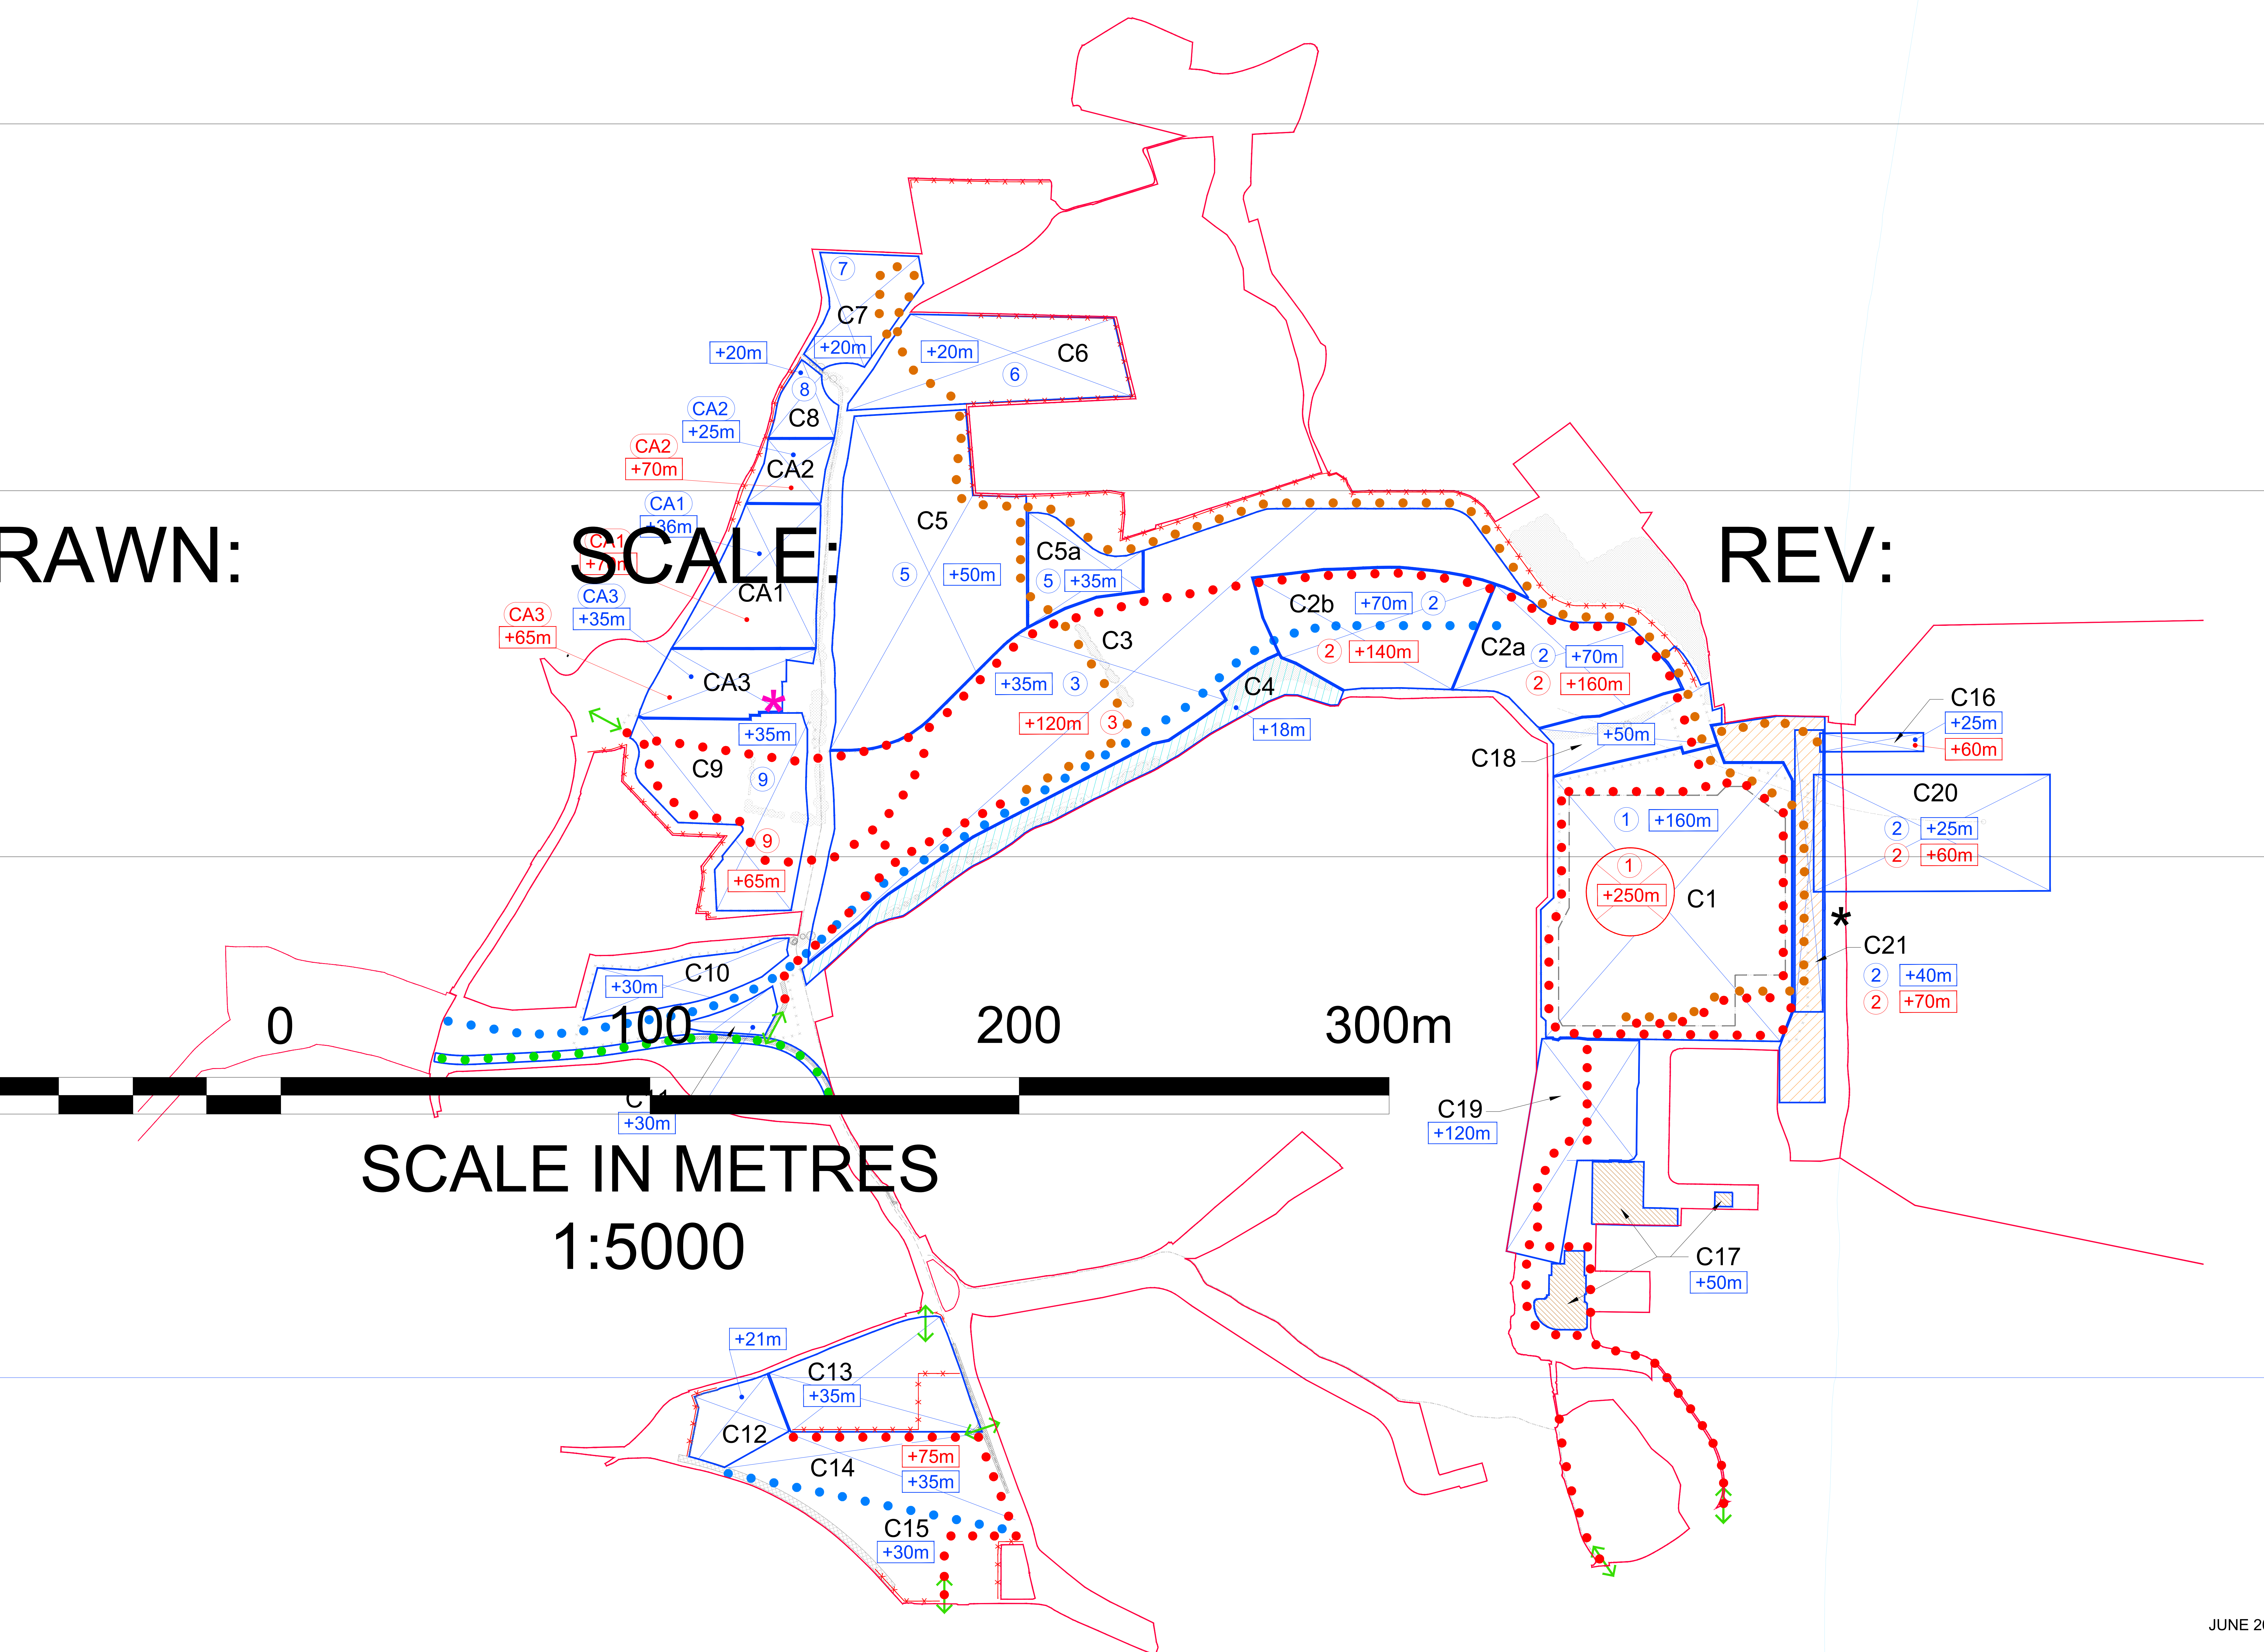 7
C7
+20m
+20m
+20m
C6
6
8
C8
CA2
+25m
CA2
+70m
CA2
CA1
+36m
CA1
CA1
C5
5
+50m
C5a
5
+35m
RAWN:
SCALE:
REV:
CA3
+35m
CA3
+65m
CA3
*
+35m
C9
9
9
+65m
C3
+35m
3
+120m
3
C2b
+70m
2
2
+140m
C2a
2
+70m
2
+160m
C4
+18m
C18
+50m
C16
+25m
+60m
C20
2
+25m
2
+60m
1
+160m
1
+250m
C1
*
C21
2
+40m
2
+70m
C10
+30m
0
100
200
300m
+30m
SCALE IN METRES
1:5000
C19
+120m
C17
+50m
+21m
C13
+35m
C12
C14
+75m
+35m
C15
+30m
JUNE